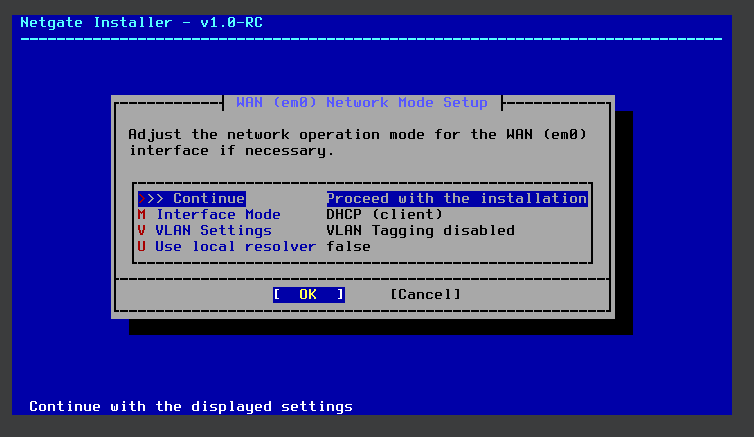 Netgate Installer - v1.0-RC
WAN (em0) Network Mode Setup
Adjust the network operation mode for the WAN (em0)
interface if necessary.
>>> Continue Proceed with the installation
M Interface Mode DHCP (client)
V VLAN Settings VLAN Tagging disabled
U Use local resolver false
[ OK ] [Cancel]
Continue with the displayed settings